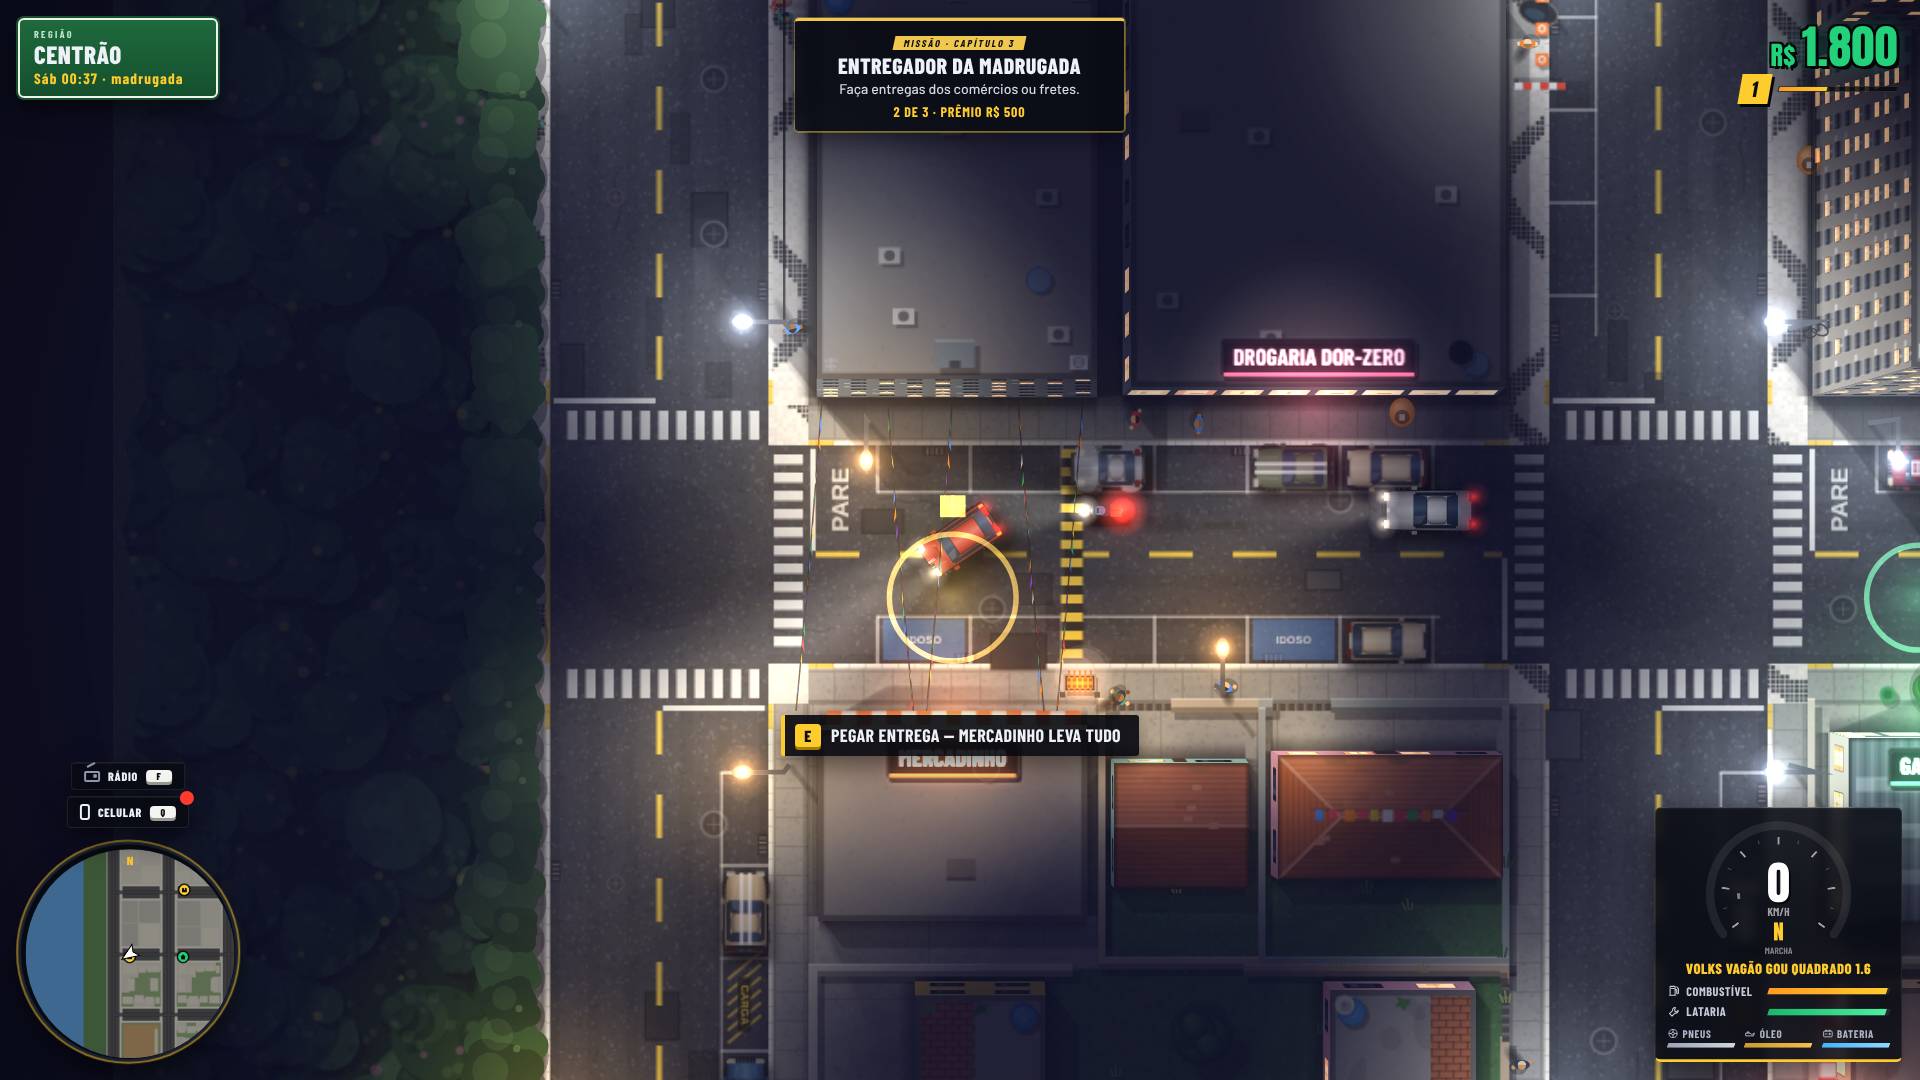 REGIÃO
CENTRÃO
Sáb 00:37 · madrugada
MISSÃO · CAPÍTULO 3
ENTREGADOR DA MADRUGADA
Faça entregas dos comércios ou fretes.
2 DE 3 · PRÊMIO R$ 500
R$ 1.800
1
DROGARIA DOR-ZERO
PARE
PARE
IDOSO
IDOSO
E PEGAR ENTREGA — MERCADINHO LEVA TUDO
MERCADINHO
GA
RÁDIO F
CELULAR Q
N
M
CARGA
0
KM/H
N
MARCHA
VOLKS VAGÃO GOU QUADRADO 1.6
COMBUSTÍVEL
LATARIA
PNEUS ÓLEO BATERIA